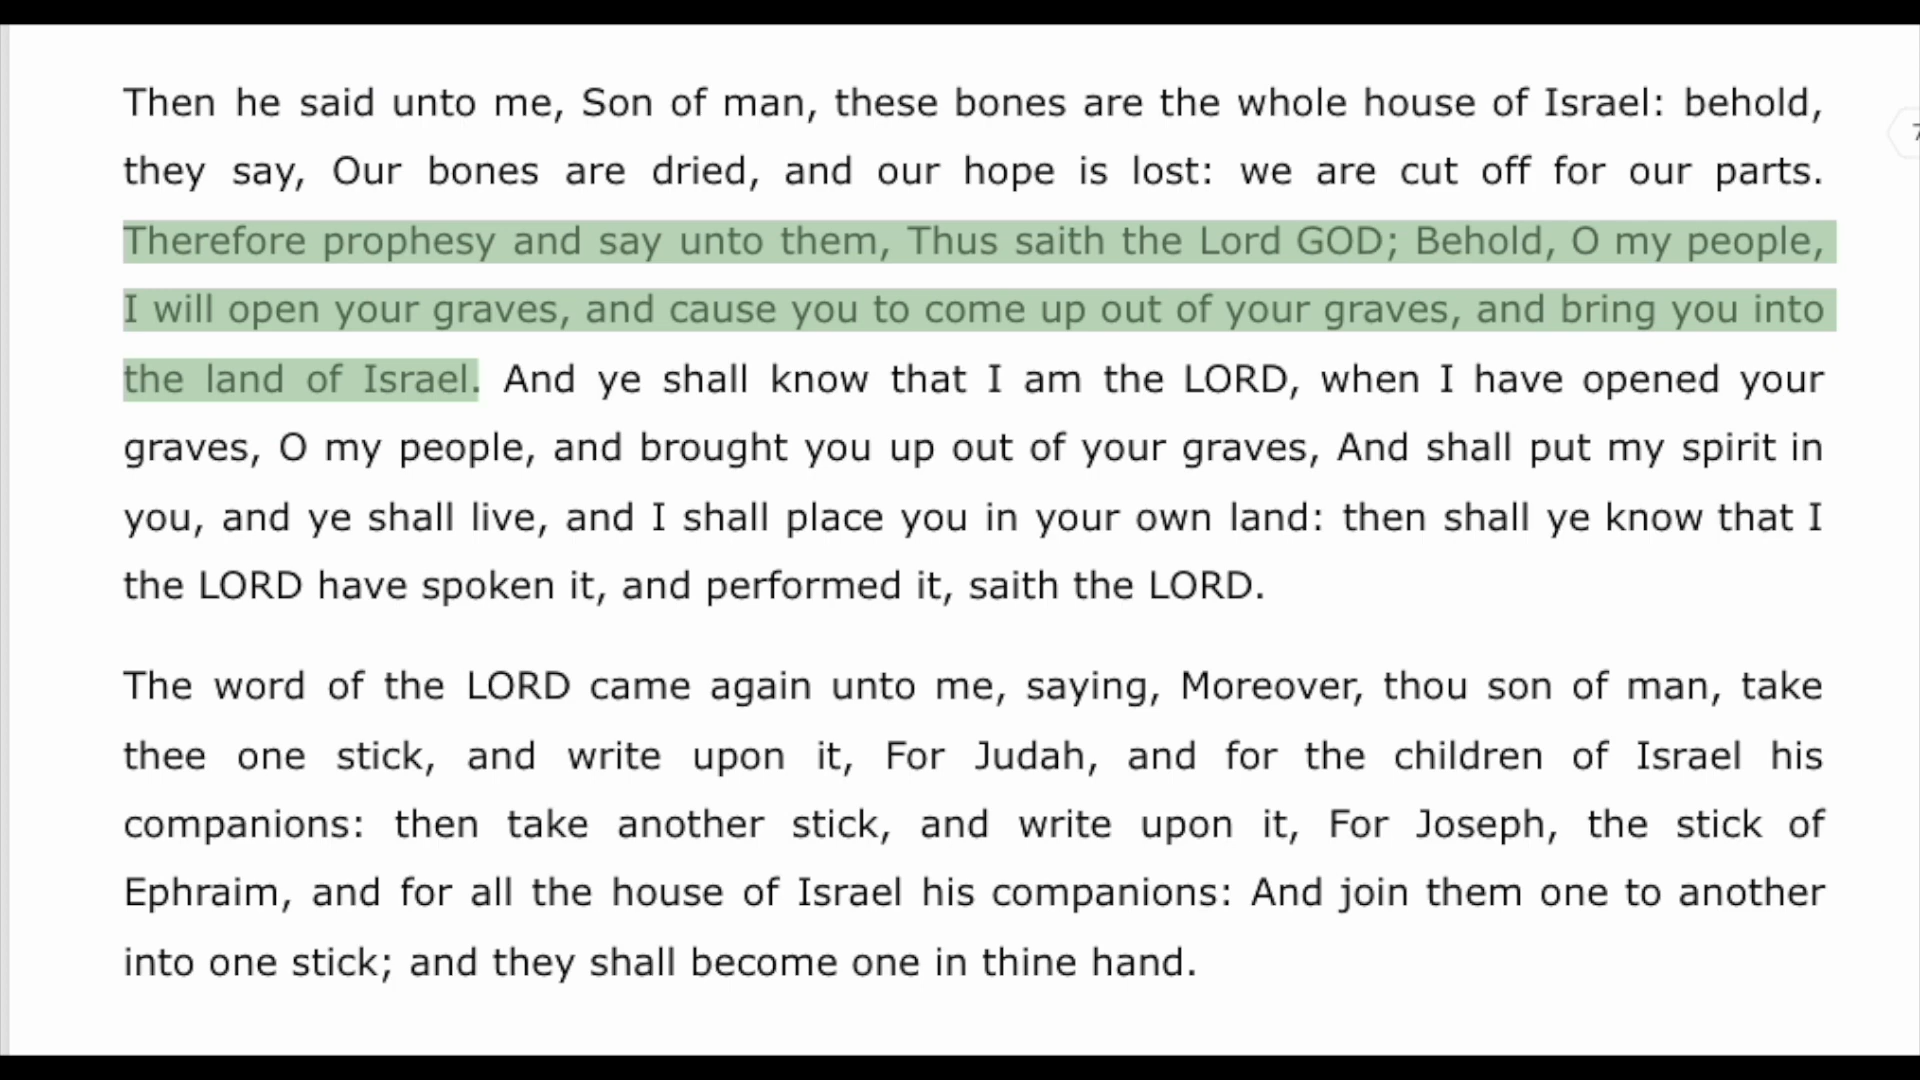 Then he said unto me, Son of man, these bones are the whole house of Israel: behold,
they say, Our bones are dried, and our hope is lost: we are cut off for our parts.
Therefore prophesy and say unto them, Thus saith the Lord GOD; Behold, O my people,
I will open your graves, and cause you to come up out of your graves, and bring you into
the land of Israel. And ye shall know that I am the LORD, when I have opened your
graves, O my people, and brought you up out of your graves, And shall put my spirit in
you, and ye shall live, and I shall place you in your own land: then shall ye know that I
the LORD have spoken it, and performed it, saith the LORD.
The word of the LORD came again unto me, saying, Moreover, thou son of man, take
thee one stick, and write upon it, For Judah, and for the children of Israel his
companions: then take another stick, and write upon it, For Joseph, the stick of
Ephraim, and for all the house of Israel his companions: And join them one to another
into one stick; and they shall become one in thine hand.